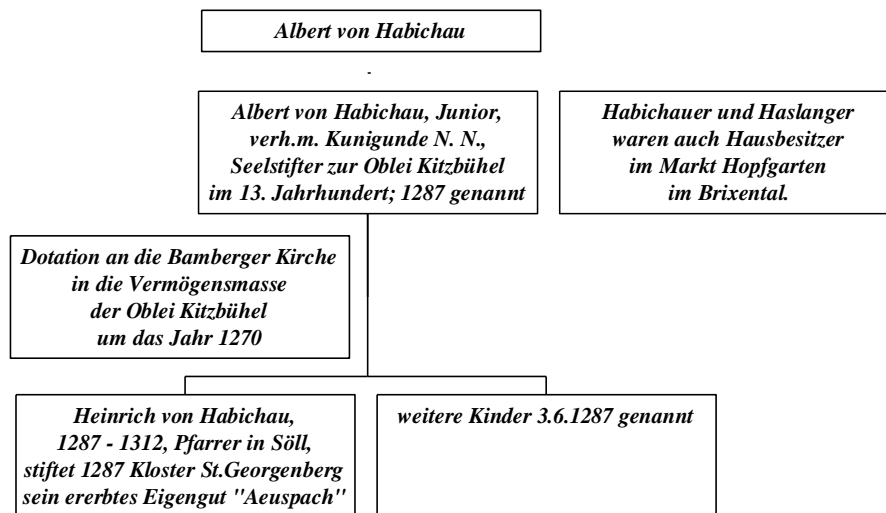 Albert von Habichau
Albert von Habichau, Junior,
verh.m. Kunigunde N. N.,
Seelstifter zur Oblei Kitzbühel
im 13. Jahrhundert; 1287 genannt
Habichauer und Haslanger
waren auch Hausbesitzer
im Markt Hopfgarten
im Brixental.
Dotation an die Bamberger Kirche
in die Vermögensmasse
der Oblei Kitzbühel
um das Jahr 1270
Heinrich von Habichau,
1287 - 1312, Pfarrer in Söll,
stiftet 1287 Kloster St.Georgenberg
sein ererbtes Eigengut "Aeuspach"
weitere Kinder 3.6.1287 genannt